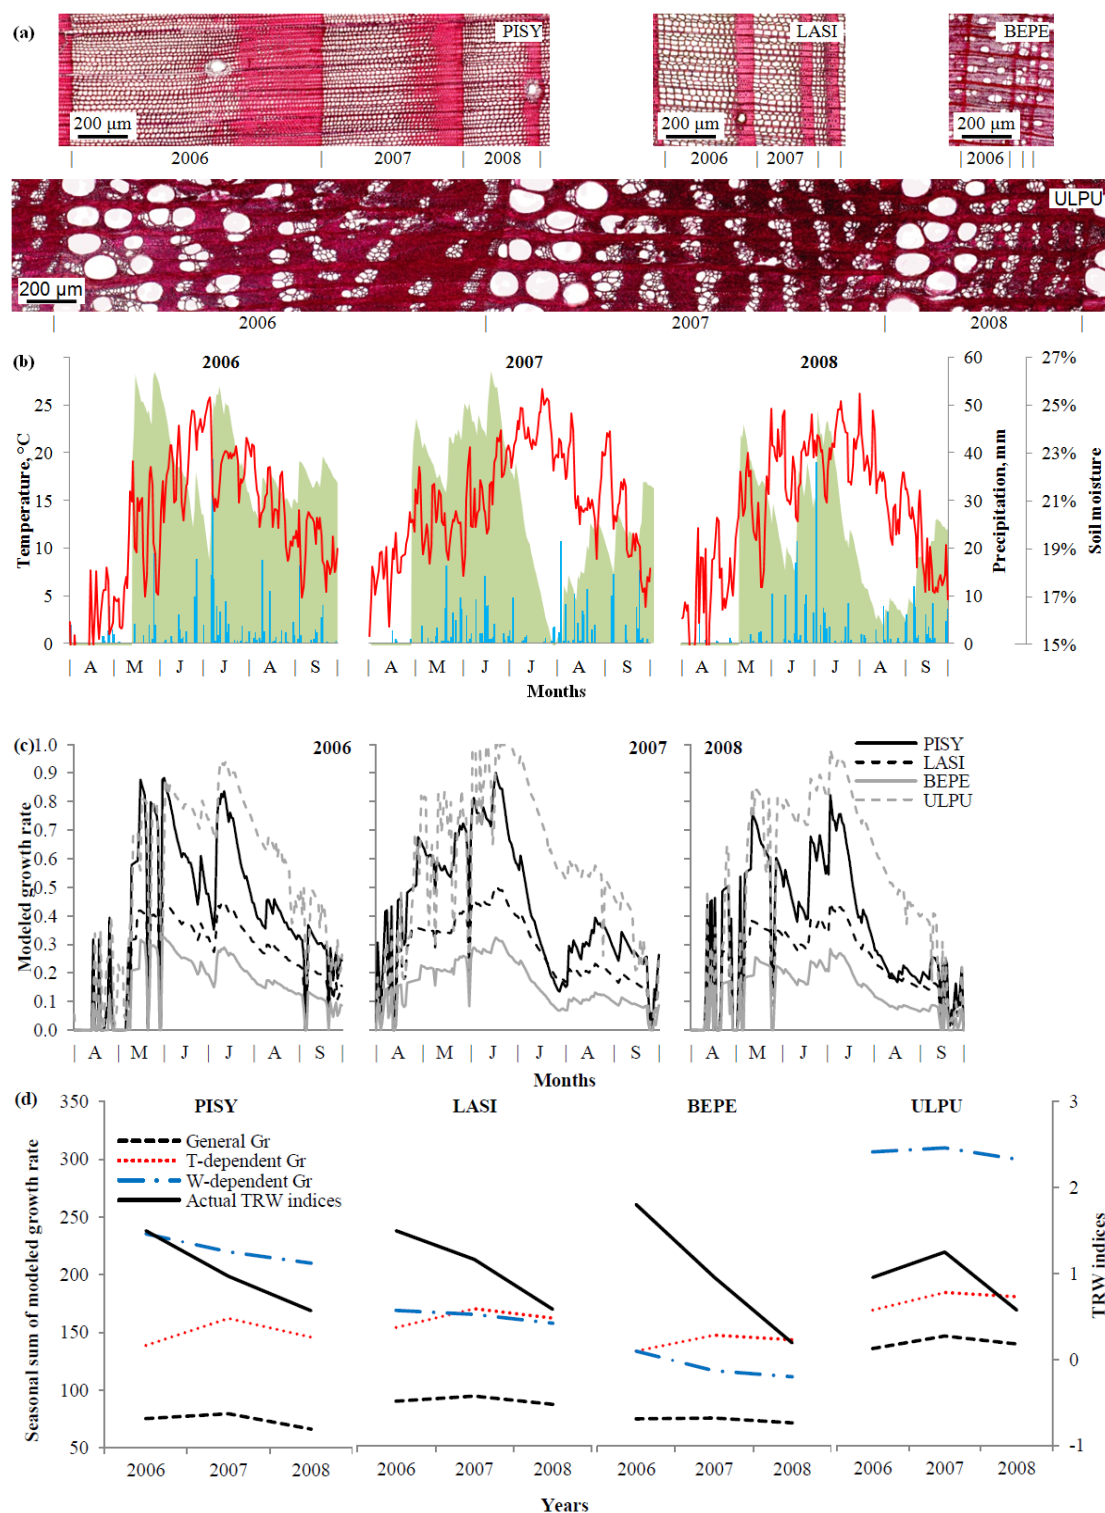 (a) PISY LASI BEPE
200 µm 200 µm 200 µm
2006 2007 2008 2006 2007 2006
ULPU
200 µm
2006 2007 2008
(b) 2006 2007 2008
Temperature, °C
25
20
15
10
5
0
60
50
40
30
20
10
0
Precipitation, mm
27%
25%
23%
21%
19%
17%
15%
Soil moisture
A M J J A S A M J J A S A M J J A S
Months
(c) 2006 2007 2008
Modeled growth rate
1.0
0.9
0.8
0.7
0.6
0.5
0.4
0.3
0.2
0.1
0.0
PISY
LASI
BEPE
ULPU
A M J J A S A M J J A S A M J J A S
Months
(d) PISY LASI BEPE ULPU
Seasonal sum of modeled growth rate
350
300
250
200
150
100
50
General Gr
T-dependent Gr
W-dependent Gr
Actual TRW indices
3
2
1
0
-1
TRW indices
2006 2007 2008 2006 2007 2008 2006 2007 2008 2006 2007 2008
Years